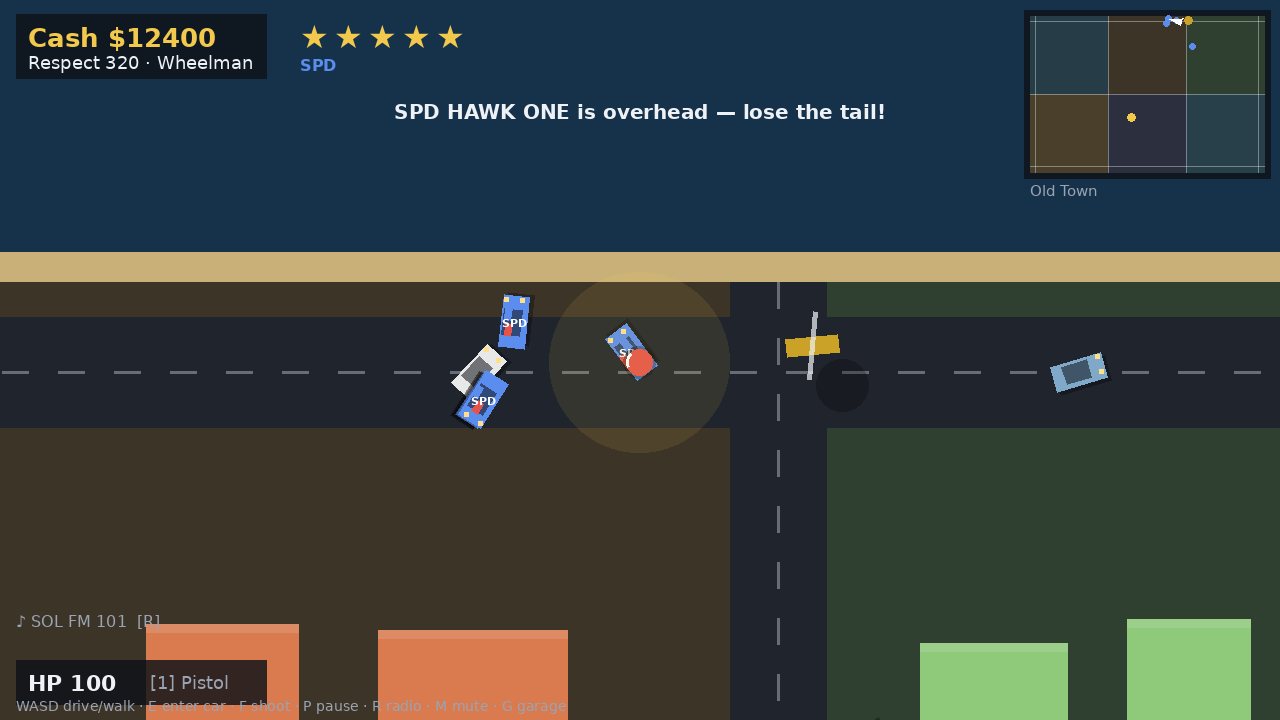 Cash $12400
Respect 320 · Wheelman
★ ★ ★ ★ ★
SPD
SPD HAWK ONE is overhead — lose the tail!
Old Town
SPD
SPD
♪ SOL FM 101 [R]
HP 100 [1] Pistol
WASD drive/walk · E enter car · F shoot · P pause · R radio · M mute · G garage